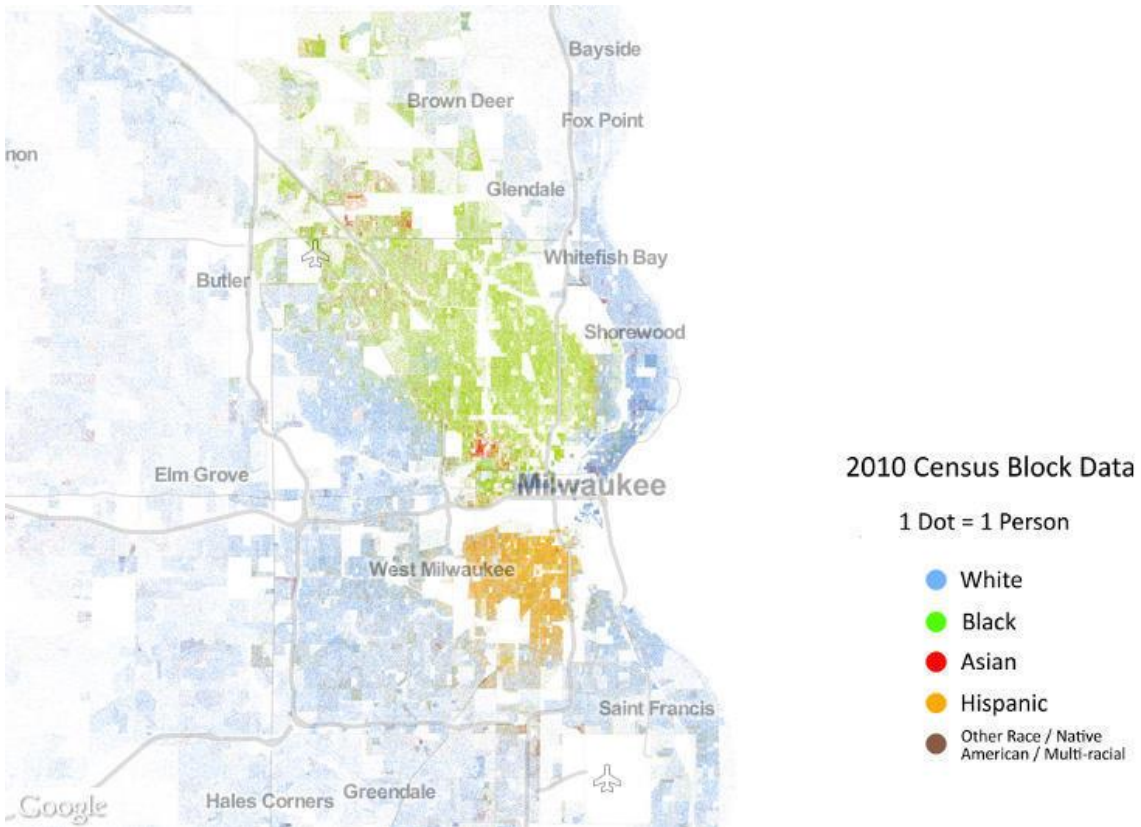 Bayside
Brown Deer
Fox Point
non
Glendale
Whitefish Bay
Butler
Shorewood
Elm Grove
Milwaukee
West Milwaukee
Saint Francis
Hales Corners
Greendale
Google
2010 Census Block Data
1 Dot = 1 Person
White
Black
Asian
Hispanic
Other Race / Native
American / Multi-racial